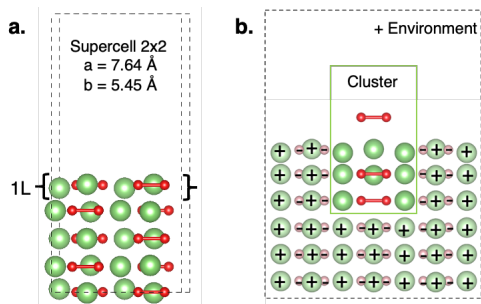 a.
Supercell 2x2
a = 7.64 Å
b = 5.45 Å
1L
b.
+ Environment
Cluster